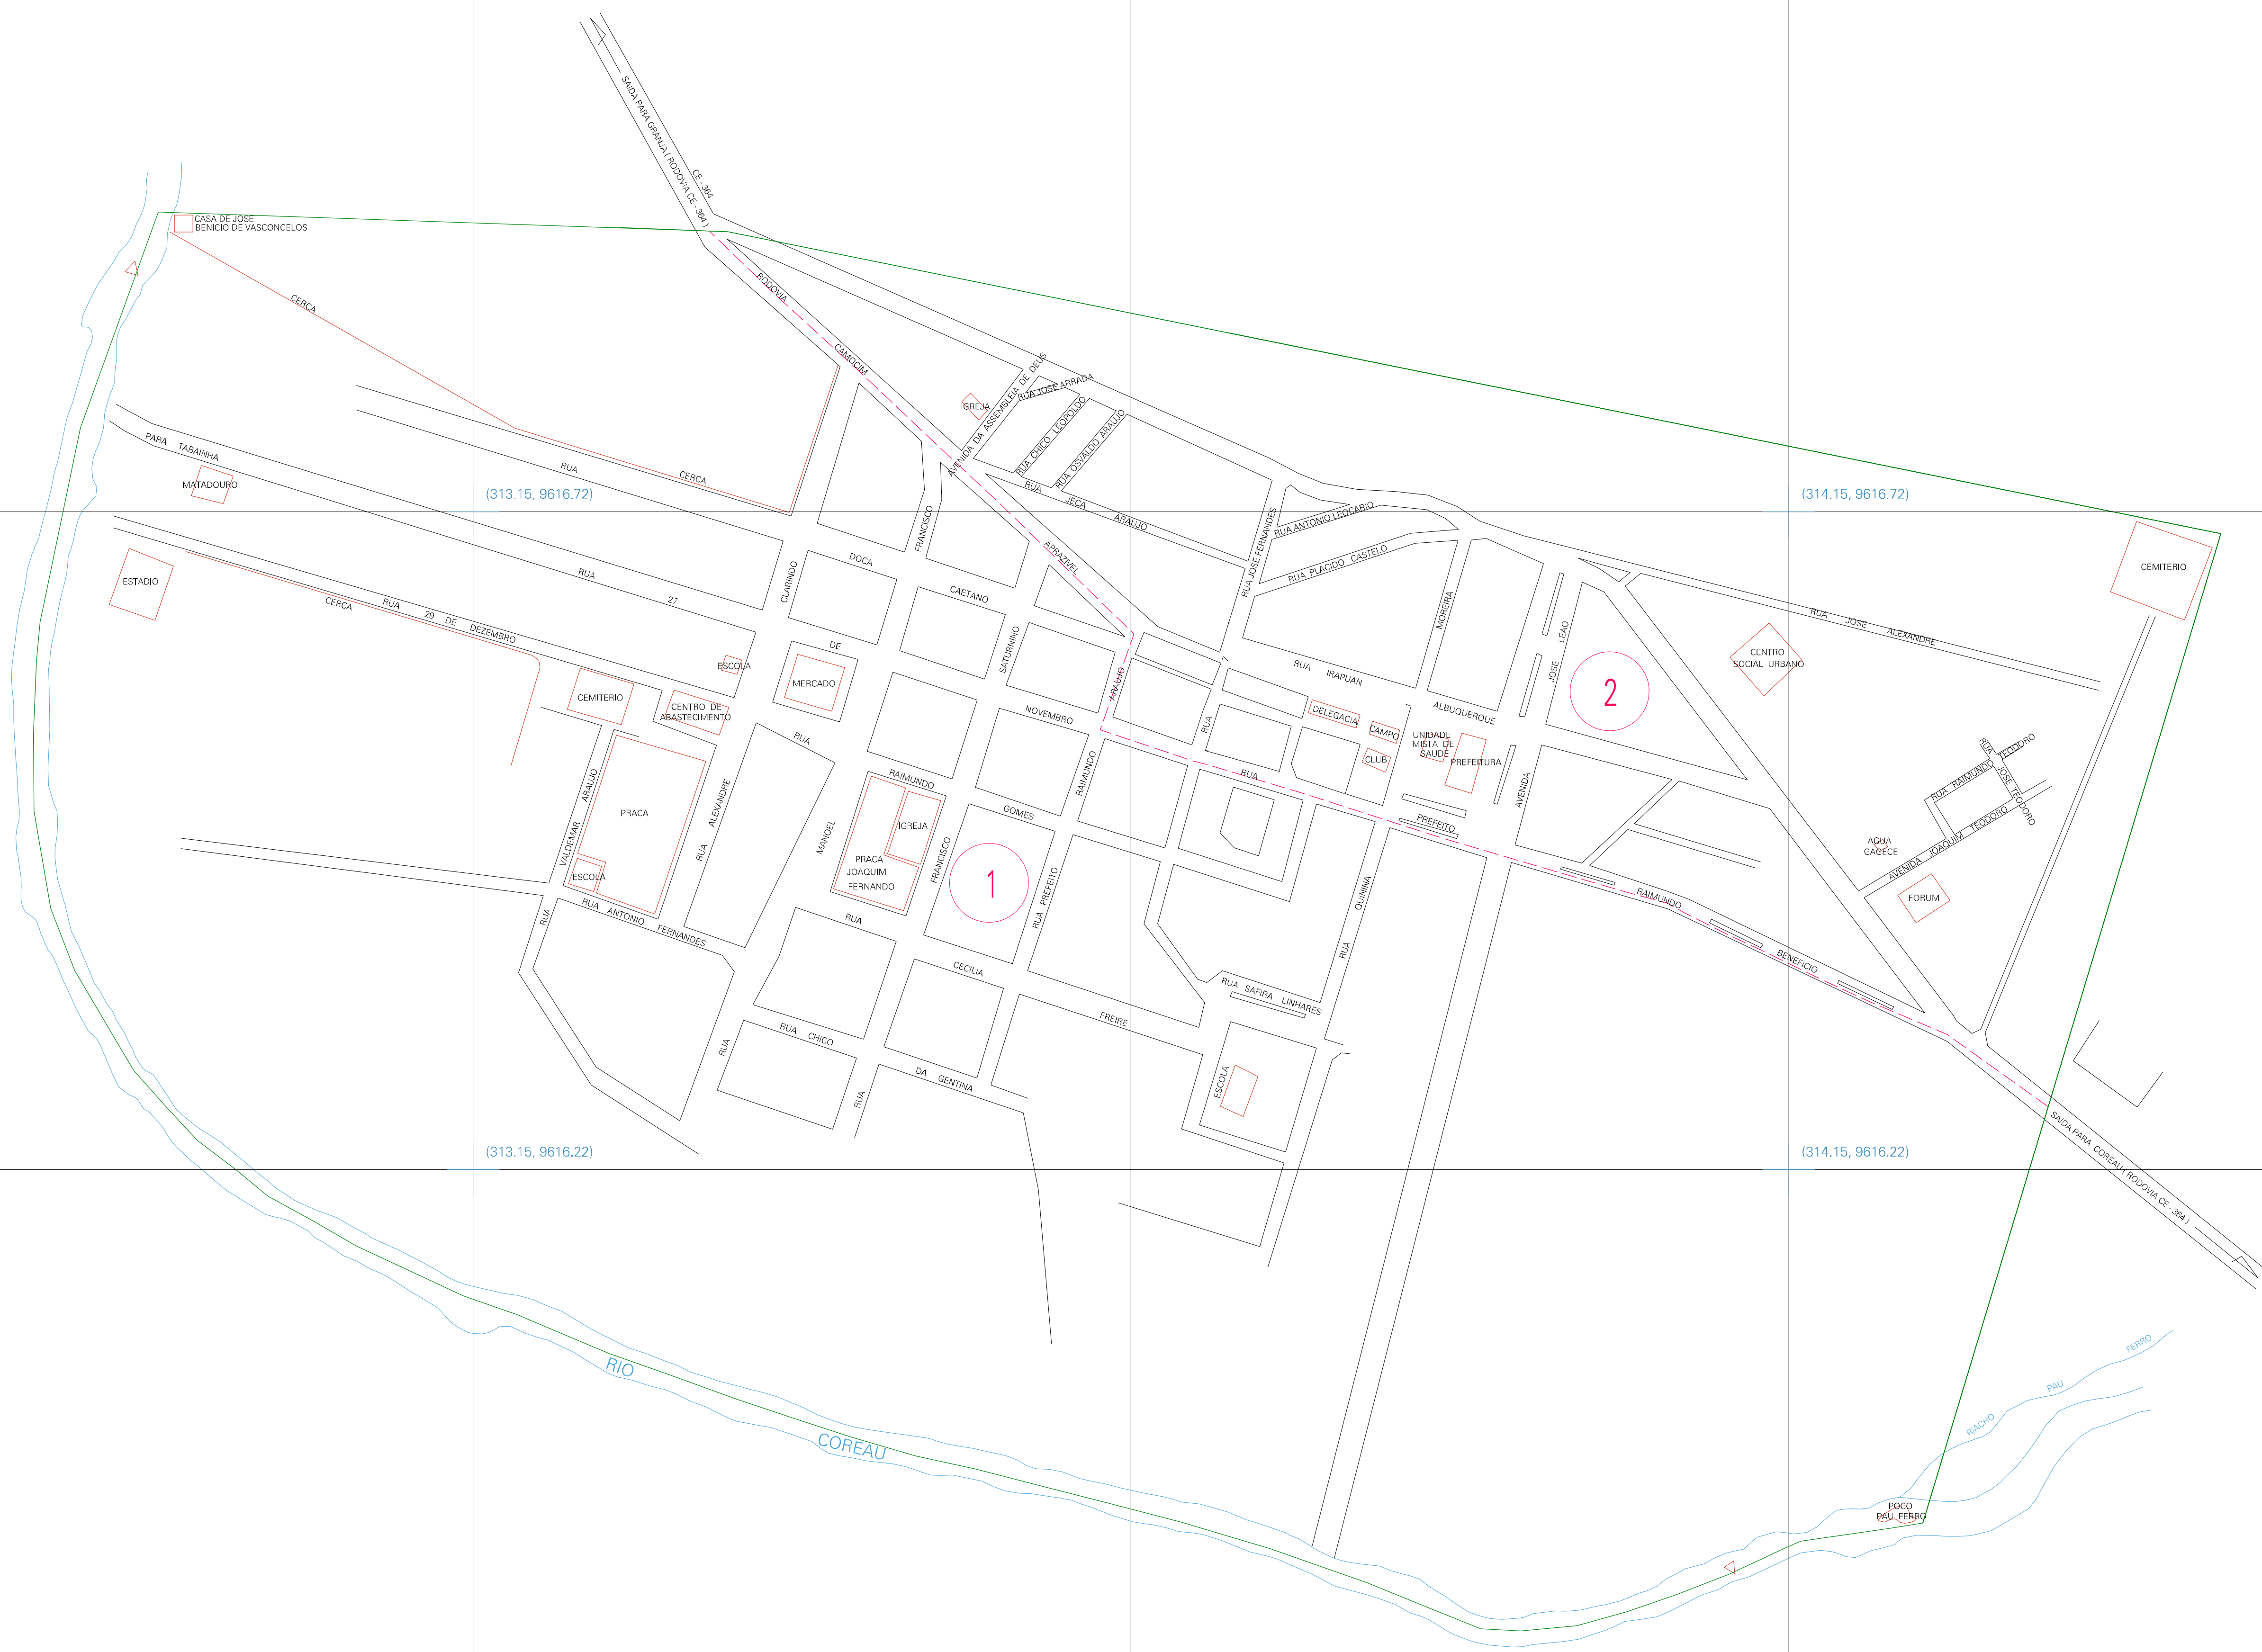 SAIDA PARA GRANJA ( RODOVIA CE - 364 )
CE - 364
CASA DE JOSE
BENICIO DE VASCONCELOS
CERCA
RODOVIA
CAMOCIM
APRAZIVEL
IGREJA
AVENIDA DA ASSEMBLEIA DE DEUS
RUA JOSE ARRADA
RUA CHICO LEOPOLDO
RUA OSVALDO ARAUJO
RUA JECA ARAUJO
PARA TABAINHA
MATADOURO
RUA
CERCA
(313.15, 9616.72)
(314.15, 9616.72)
FRANCISCO
RUA JOSE FERNANDES
RUA ANTONIO LEOCARIO
RUA PLACIDO CASTELO
ESTADIO
CERCA
RUA 29 DE DEZEMBRO
RUA 27
CLARINDO
DOCA
CAETANO
SATURNINO
DE
MERCADO
ESCOLA
CEMITERIO
CENTRO DE
ABASTECIMENTO
NOVEMBRO
ARAUJO
RUA 7
RUA IRAPUAN
ALBUQUERQUE
MOREIRA
JOSE LEAO
AVENIDA
2
CENTRO
SOCIAL URBANO
RUA JOSE ALEXANDRE
CEMITERIO
DELEGACIA
CAMPO
CLUB
UNIDADE
MISTA DE
SAUDE
PREFEITURA
RUA
PREFEITO
RAIMUNDO
BENEFICIO
RUA JOSE TEODORO
RUA RAIMUNDO TEODORO
AVENIDA JOAQUIM TEODORO
AGUA
GAGECE
FORUM
VALDEMAR ARAUJO
RUA
PRACA
ESCOLA
RUA ALEXANDRE
RUA
RUA
RAIMUNDO
GOMES
MANOEL
IGREJA
PRACA
JOAQUIM
FERNANDO
FRANCISCO
1
RUA PREFEITO
RAIMUNDO
RUA QUININA
RUA ANTONIO FERNANDES
RUA
CECILIA
FREIRE
RUA SAFIRA LINHARES
RUA CHICO
DA GENTINA
RUA
ESCOLA
(313.15, 9616.22)
(314.15, 9616.22)
SAIDA PARA COREAU ( RODOVIA CE - 364 )
RIO
COREAU
RIACHO
PAU
FERRO
POCO
PAU FERRO